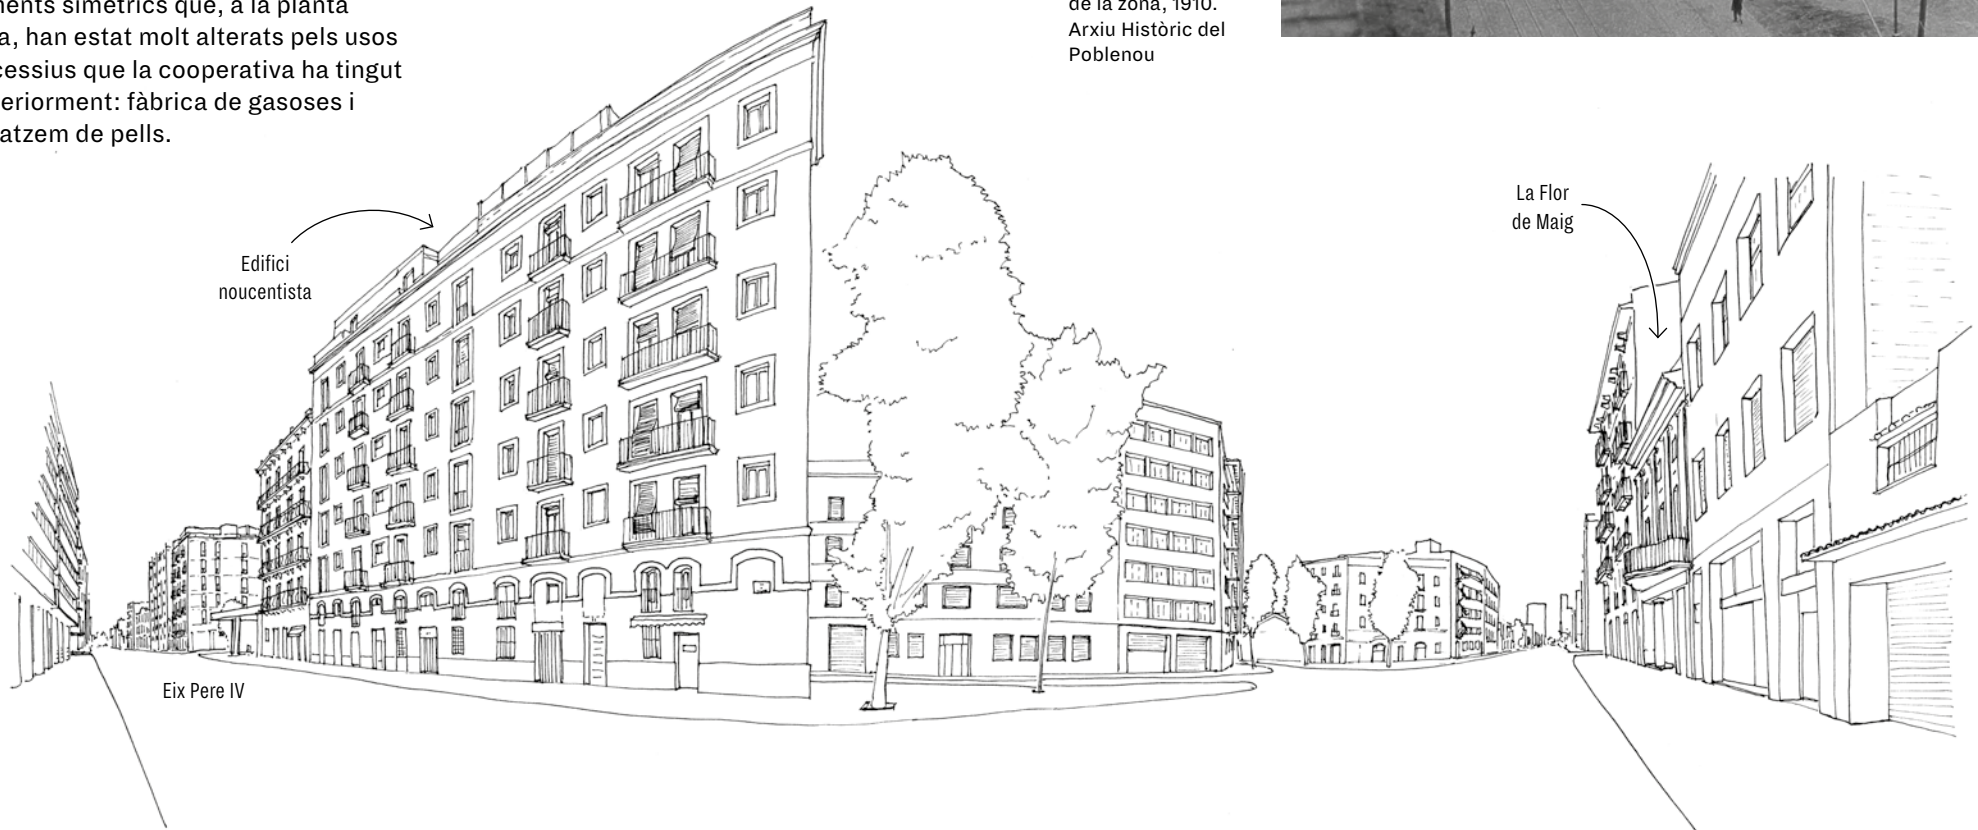 ments simètrics que, a la planta
a, han estat molt alterats pels usos
cessius que la cooperativa ha tingut
eriorment: fàbrica de gasoses i
atzem de pells.
de la zona, 1910.
Arxiu Històric del
Poblenou
Edifici
noucentista
La Flor
de Maig
Eix Pere IV